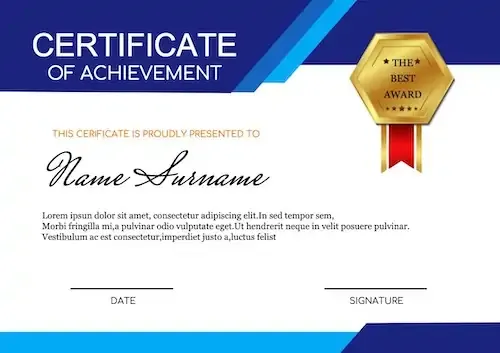 CERTIFICATE
OF ACHIEVEMENT
THE
BEST
AWARD
THIS CERIFICATE IS PROUDLY PRESENTED TO
Name Surname
Lorem ipsun dolor sit amet, consectetur adipiscing elit.In sed tempor sem,
Morbi fringilla mi,a pulvinar odio vulputate eget.Ut hendrerit neque in velit posuere pulvinar.
Vestibulum ac est consectetur,imperdiet justo a,luctus felist
DATE
SIGNATURE